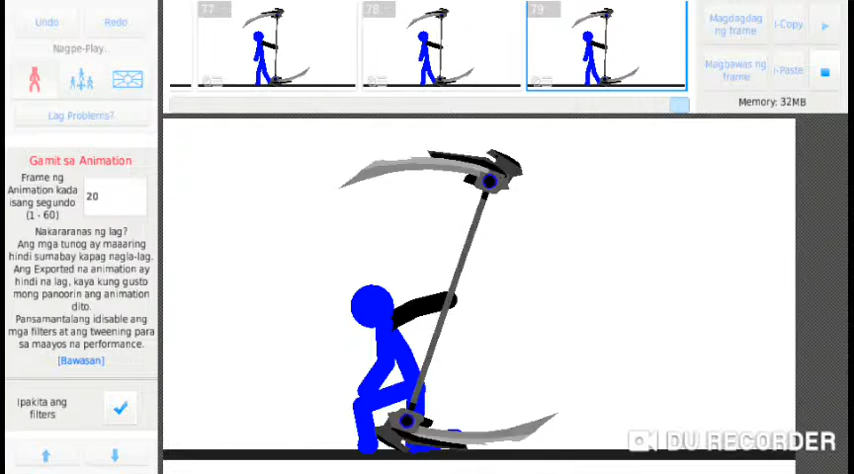 Undo Redo
Nagpe-Play..
Lag Problems?
Gamit sa Animation
Frame ng
Animation kada
isang segundo
(1 - 60)
20
Nakararanas ng lag?
Ang mga tunog ay maaaring
hindi sumabay kapag nagla-lag.
Ang Exported na animation ay
hindi na lag, kaya kung gusto
mong panoorin ang animation
dito.
Pansamantalang idisable ang
mga filters at ang tweening para
sa maayos na performance.
[Bawasan]
Ipakita ang
filters
77
78
79
Magdagdag
ng frame
I-Copy
Magbawas ng
frame
I-Paste
Memory: 32MB
DU RECORDER